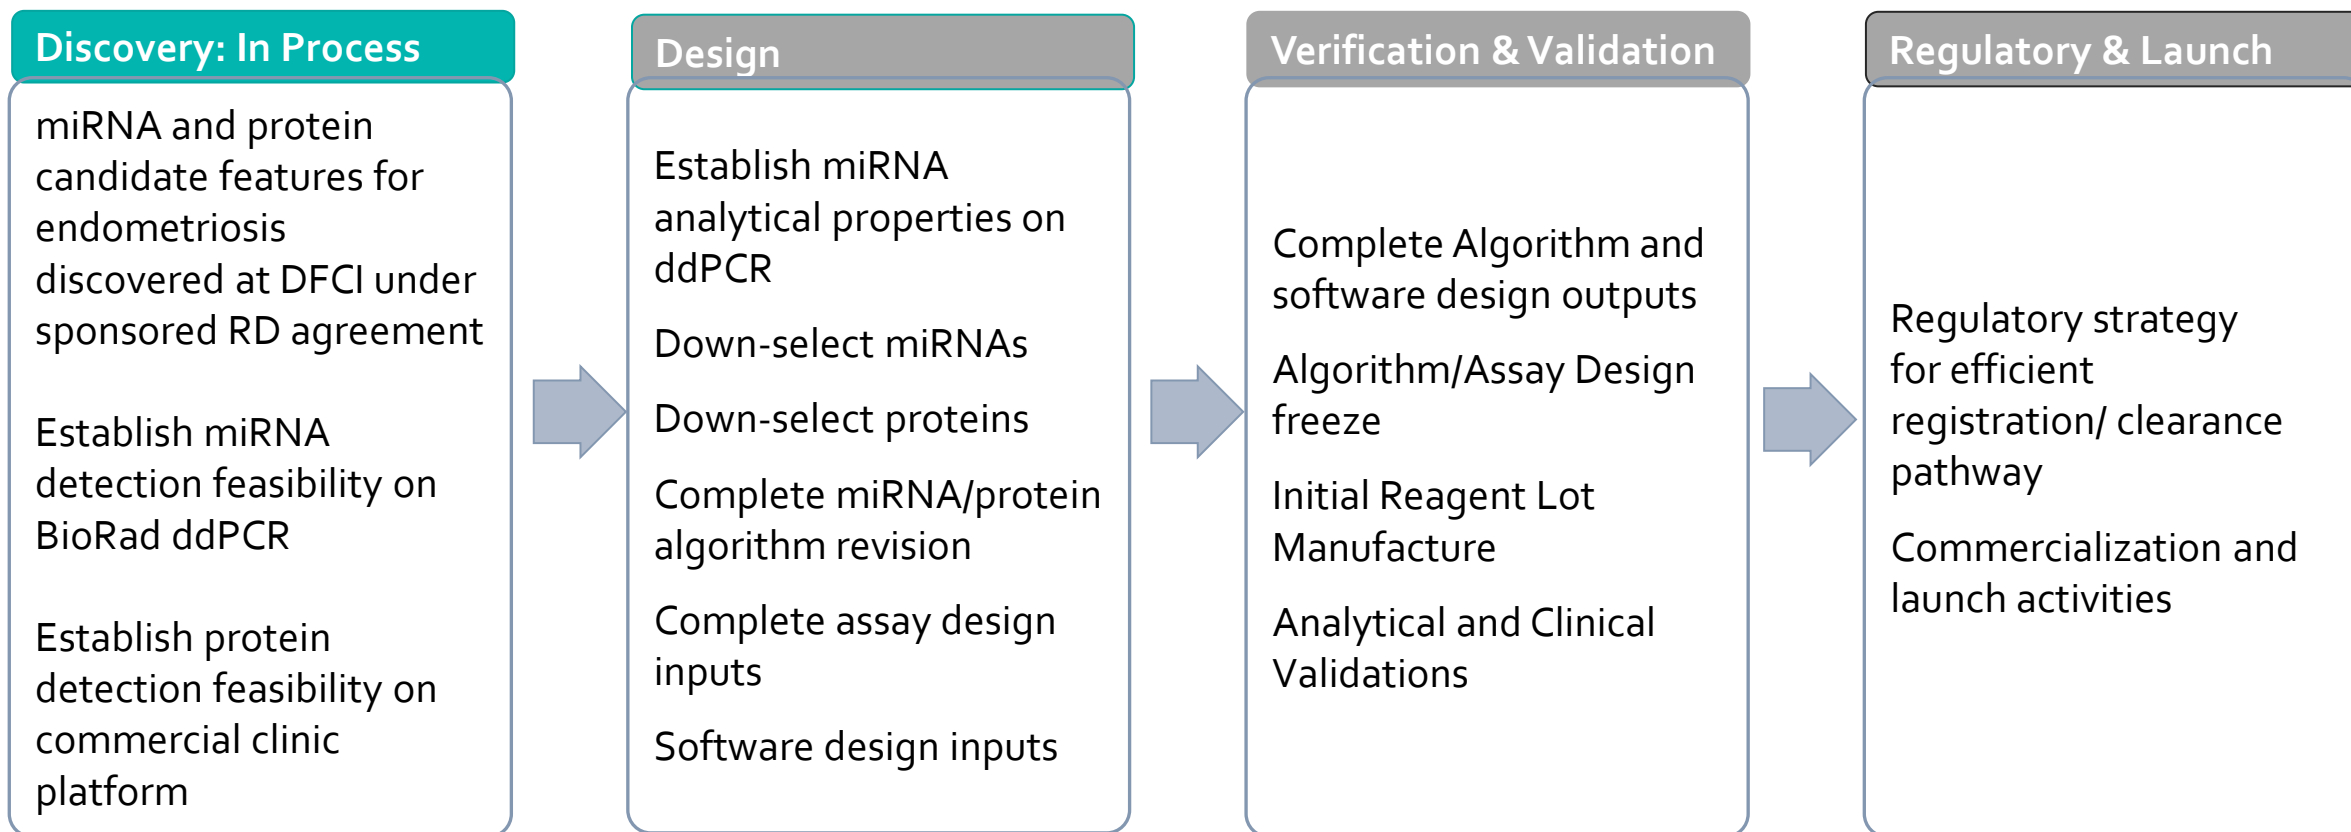 Discovery: In Process
miRNA and protein
candidate features for
endometriosis
discovered at DFCI under
sponsored RD agreement
Establish miRNA
detection feasibility on
BioRad ddPCR
Establish protein
detection feasibility on
commercial clinic
platform
Design
Establish miRNA
analytical properties on
ddPCR
Down-select miRNAs
Down-select proteins
Complete miRNA/protein
algorithm revision
Complete assay design
inputs
Software design inputs
Verification & Validation
Complete Algorithm and
software design outputs
Algorithm/Assay Design
freeze
Initial Reagent Lot
Manufacture
Analytical and Clinical
Validations
Regulatory & Launch
Regulatory strategy
for efficient
registration/ clearance
pathway
Commercialization and
launch activities